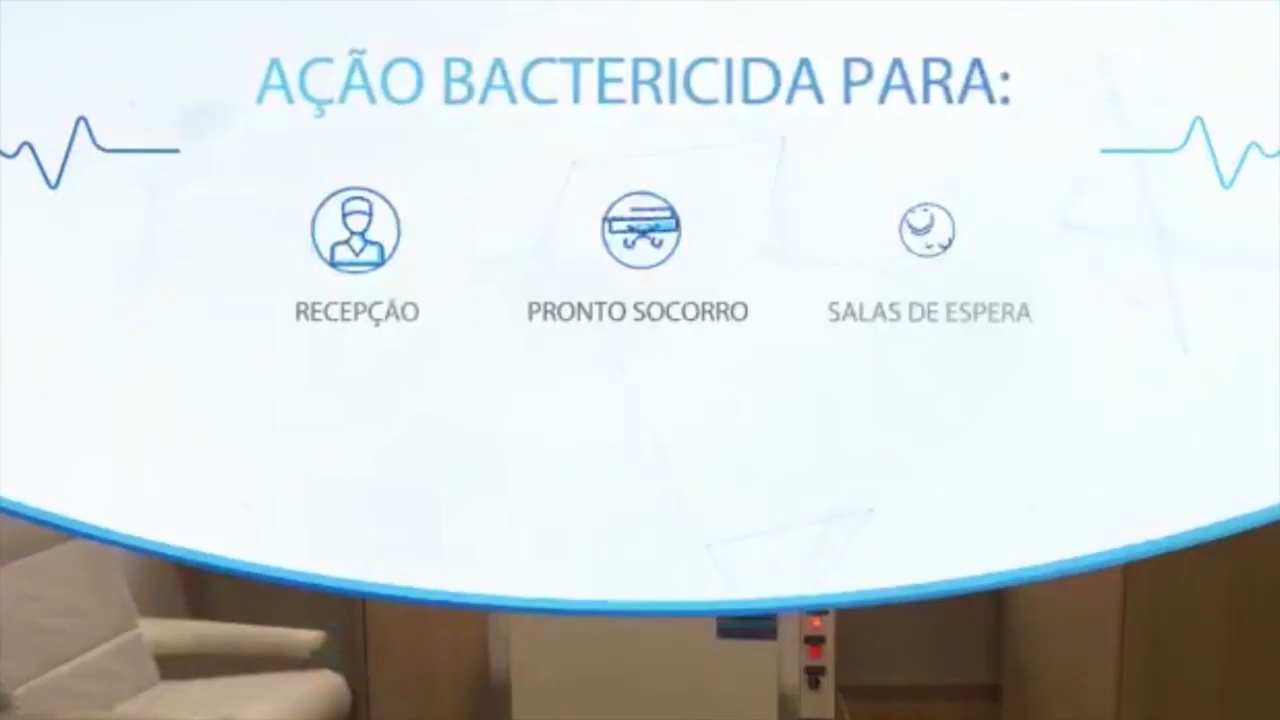 AÇÃO BACTERICIDA PARA:
RECEPÇÃO
PRONTO SOCORRO
SALAS DE ESPERA